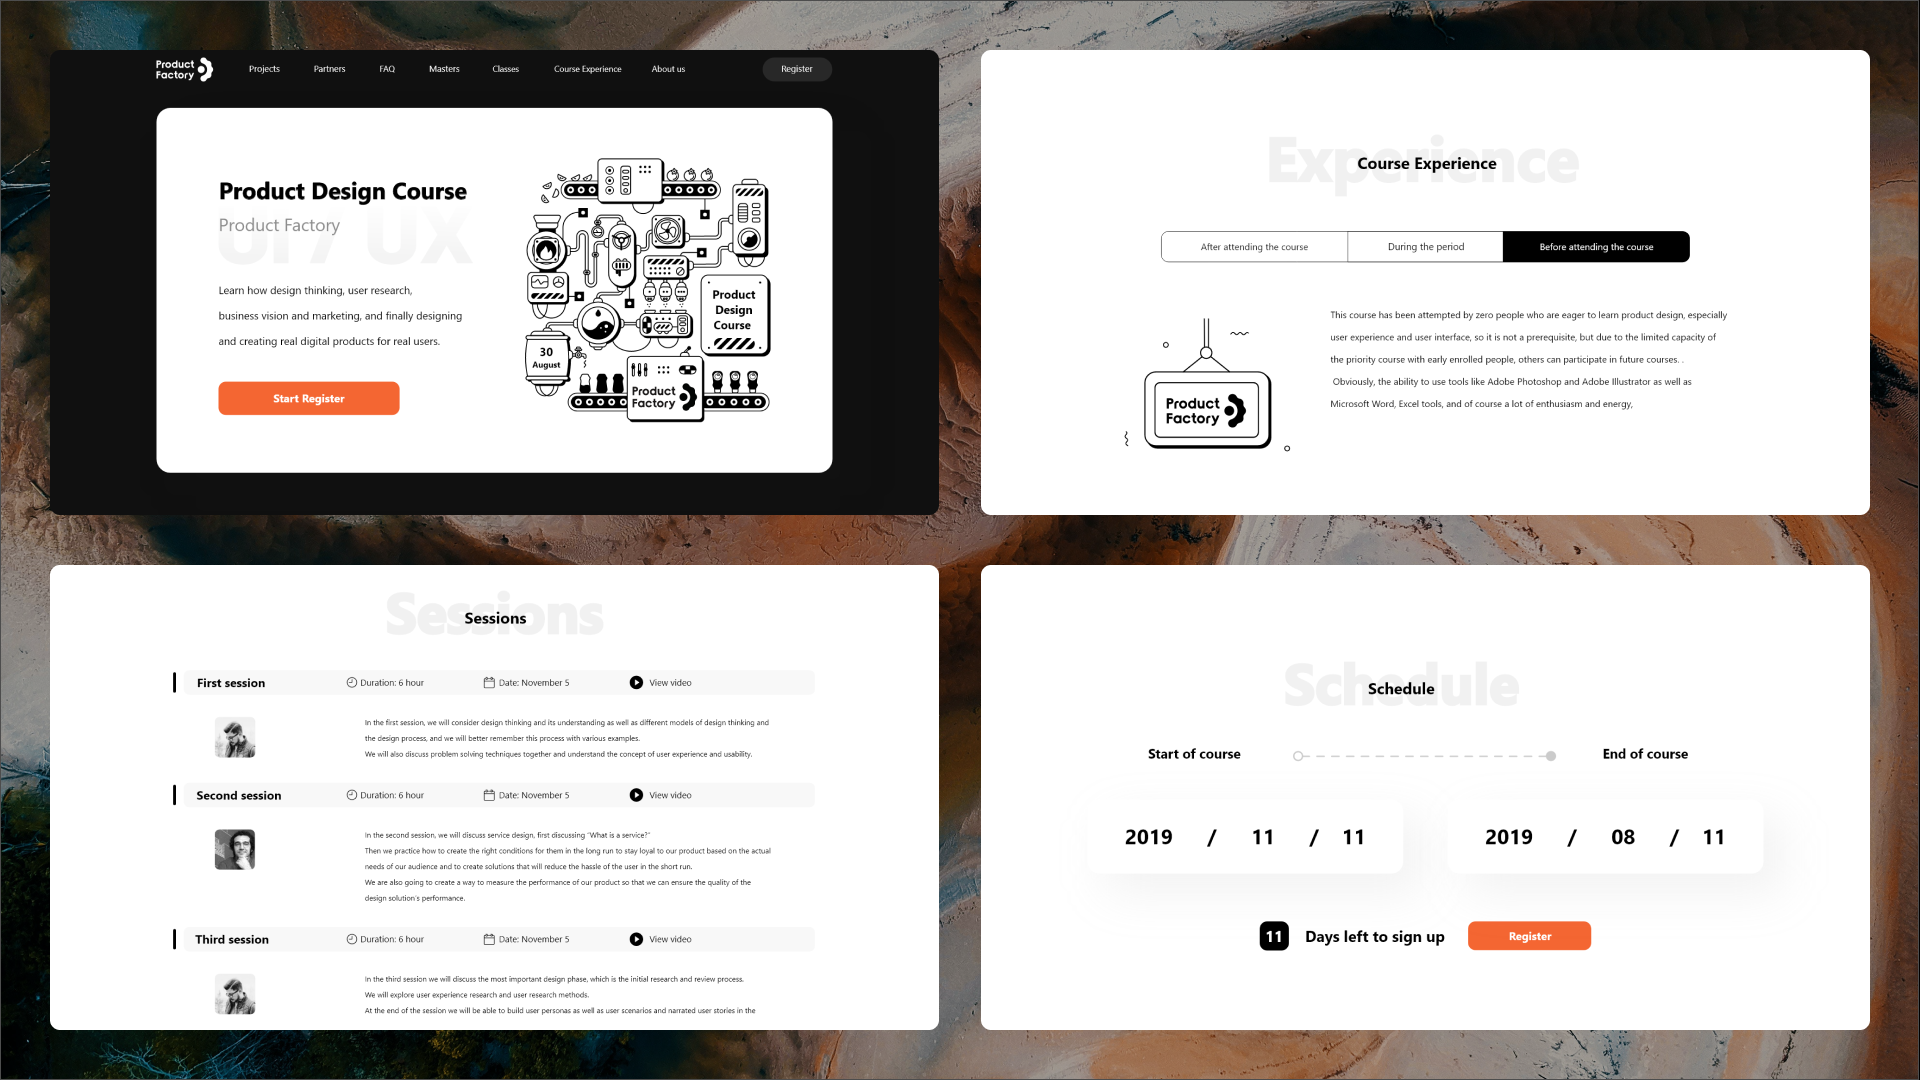 Product
Factory
Projects
Partners
FAQ
Masters
Classes
Course Experience
About us
Register
Product Design Course
UI / UX
Product Factory
Learn how design thinking, user research,
business vision and marketing, and finally designing
and creating real digital products for real users.
Start Register
Product
Design
Course
30
August
Product
Factory
Experience
Course Experience
After attending the course
During the period
Before attending the course
Product
Factory
This course has been attempted by zero people who are eager to learn product design, especially
user experience and user interface, so it is not a prerequisite, but due to the limited capacity of
the priority course with early enrolled people, others can participate in future courses. .
Obviously, the ability to use tools like Adobe Photoshop and Adobe Illustrator as well as
Microsoft Word, Excel tools, and of course a lot of enthusiasm and energy,
Sessions
Sessions
First session
Duration: 6 hour
Date: November 5
View video
In the first session, we will consider design thinking and its understanding as well as different models of design thinking and
the design process, and we will better remember this process with various examples.
We will also discuss problem solving techniques together and understand the concept of user experience and usability.
Second session
Duration: 6 hour
Date: November 5
View video
In the second session, we will discuss service design, first discussing "What is a service?"
Then we practice how to create the right conditions for them in the long run to stay loyal to our product based on the actual
needs of our audience and to create solutions that will reduce the hassle of the user in the short run.
We are also going to create a way to measure the performance of our product so that we can ensure the quality of the
design solution's performance.
Third session
Duration: 6 hour
Date: November 5
View video
In the third session we will discuss the most important design phase, which is the initial research and review process.
We will explore user experience research and user research methods.
At the end of the session we will be able to build user personas as well as user scenarios and narrated user stories in the
Schedule
Schedule
Start of course
End of course
2019 / 11 / 11
2019 / 08 / 11
11
Days left to sign up
Register